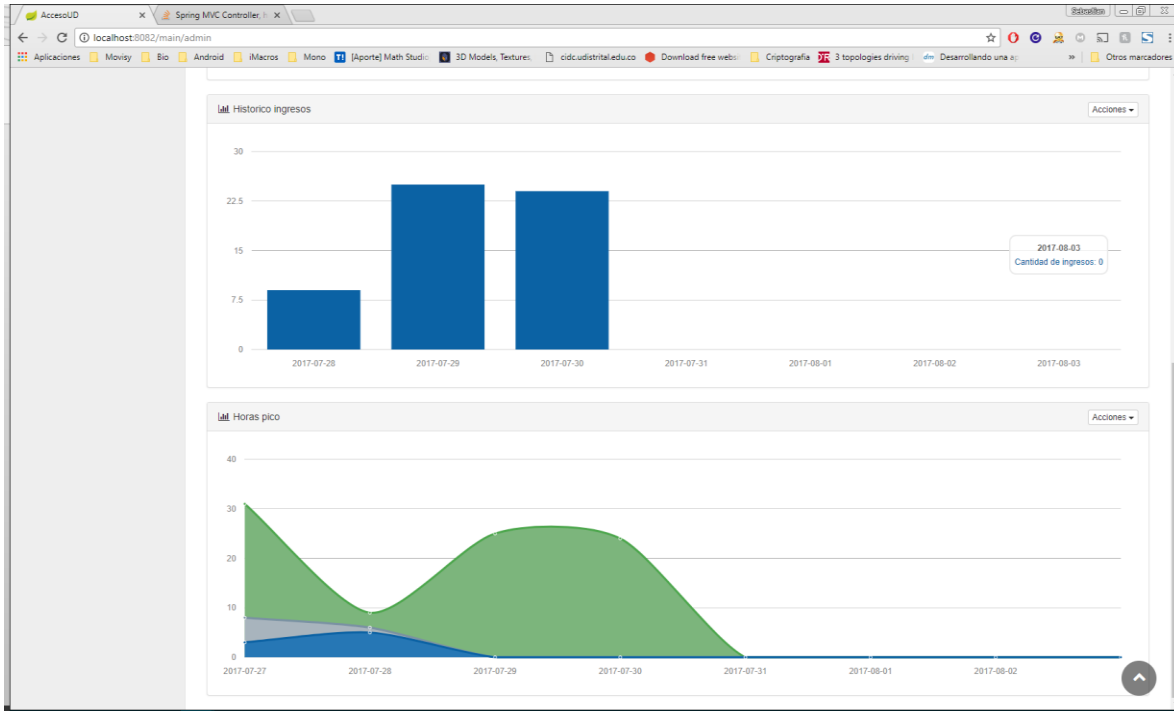 AccesoUD
Spring MVC Controller, h
Sebastian
localhost:8082/main/admin
Aplicaciones Movisy Bio Android iMacros Mono [Aporte] Math Studio 3D Models, Textures, cidc.udistrital.edu.co Download free webs Criptografia 3 topologies driving dm Desarrollando una ap » Otros marcadores
Historico ingresos
Acciones
30
22.5
15
7.5
0
2017-08-03
Cantidad de ingresos: 0
2017-07-28 2017-07-29 2017-07-30 2017-07-31 2017-08-01 2017-08-02 2017-08-03
Horas pico
Acciones
40
30
20
10
0
2017-07-27 2017-07-28 2017-07-29 2017-07-30 2017-07-31 2017-08-01 2017-08-02